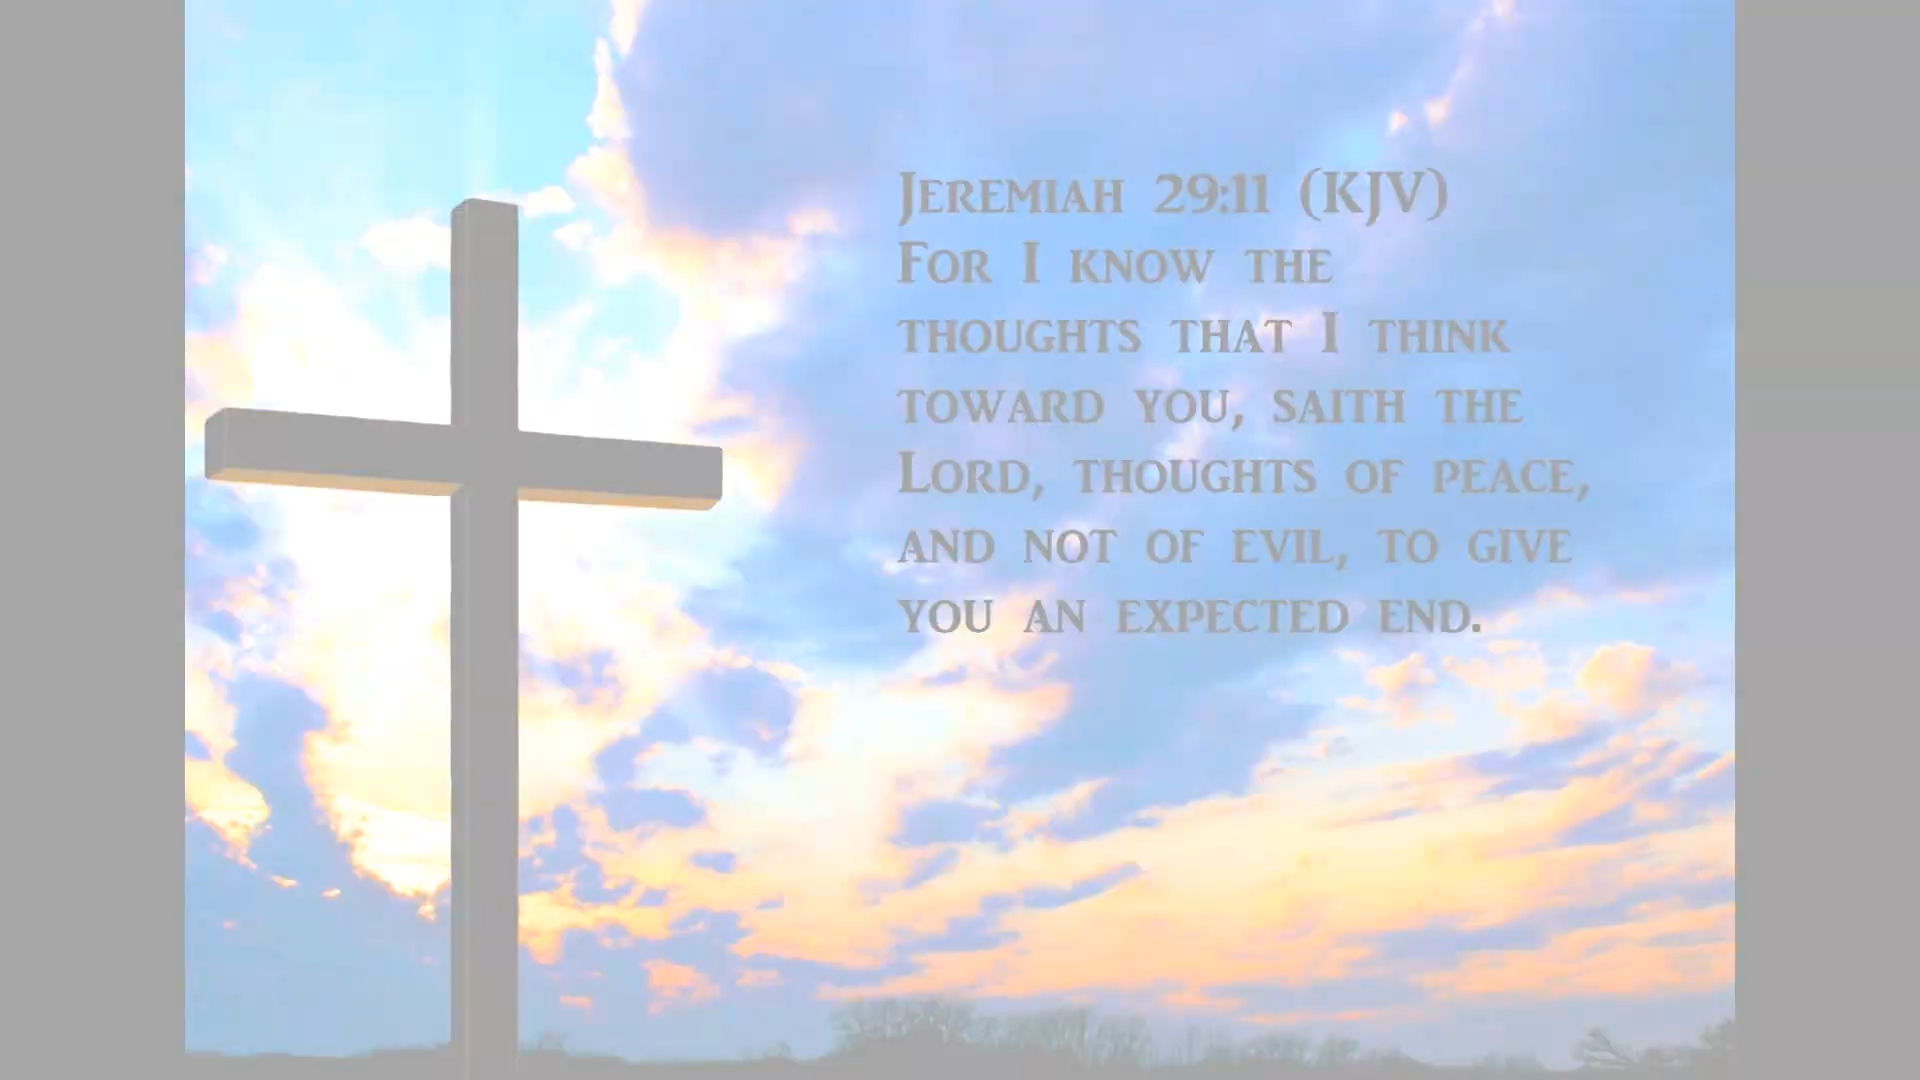 Jeremiah 29:11 (KJV)
For I know the
thoughts that I think
toward you, saith the
Lord, thoughts of peace,
and not of evil, to give
you an expected end.